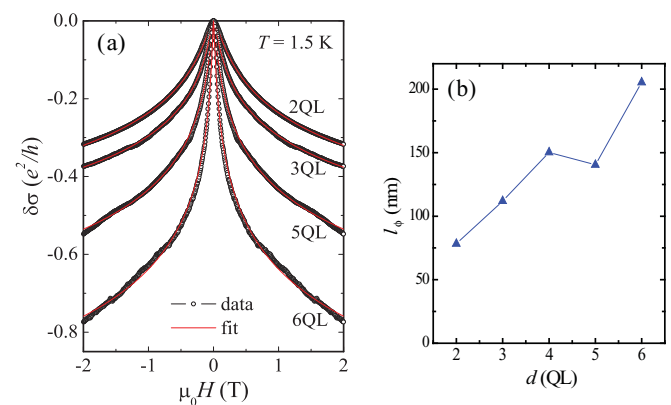 (a)
T = 1.5 K
2QL
3QL
5QL
6QL
data
fit
0.0
-0.2
-0.4
-0.6
-0.8
δσ (e²/h)
-2 -1 0 1 2
μ₀H (T)
(b)
200
150
100
50
0
lϕ (nm)
2 3 4 5 6
d (QL)